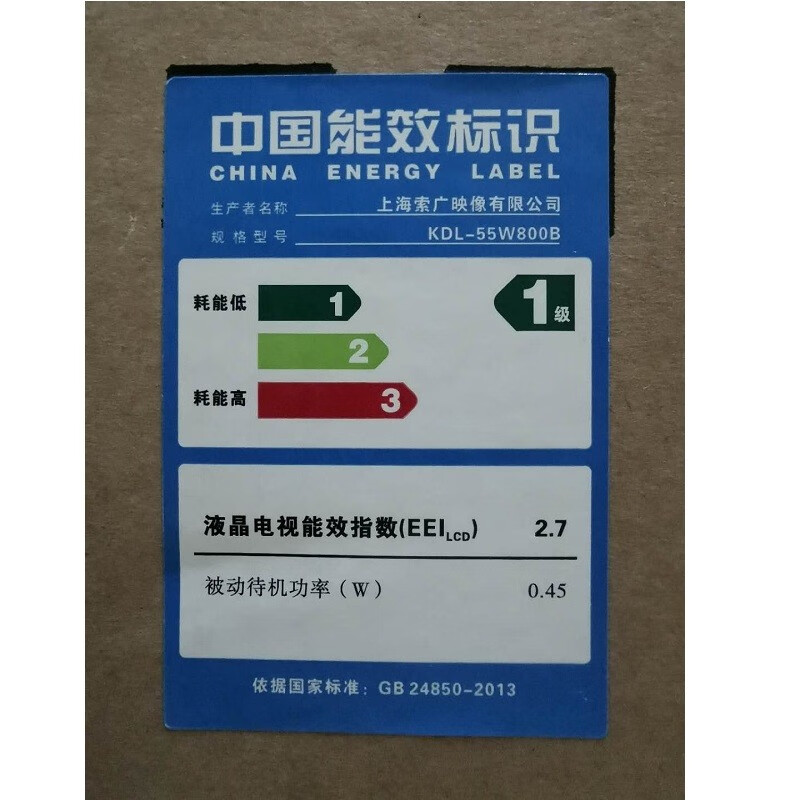 中国能效标识
CHINA ENERGY LABEL
生产者名称 上海索广映像有限公司
规格型号 KDL-55W800B
耗能低 1 1级
2
耗能高 3
液晶电视能效指数(EEILCD) 2.7
被动待机功率(W) 0.45
依据国家标准: GB 24850-2013